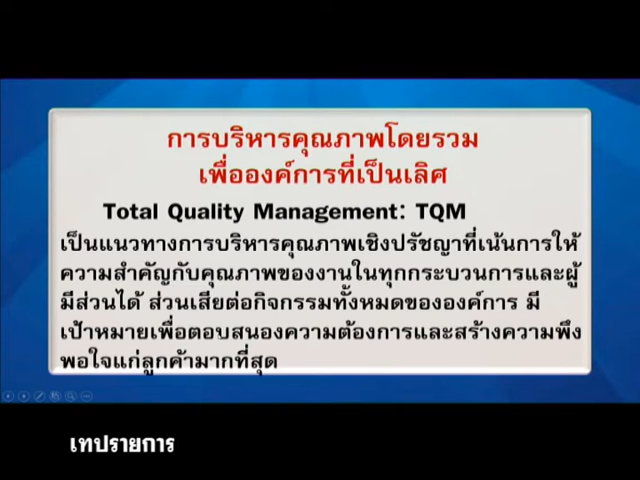 การบริหารคุณภาพโดยรวม
เพื่อองค์การที่เป็นเลิศ
Total Quality Management: TQM
เป็นแนวทางการบริหารคุณภาพเชิงปรัชญาที่เน้นการให้
ความสำคัญกับคุณภาพของงานในทุกกระบวนการและผู้
มีส่วนได้ ส่วนเสียต่อกิจกรรมทั้งหมดขององค์การ มี
เป้าหมายเพื่อตอบสนองความต้องการและสร้างความพึง
พอใจแก่ลูกค้ามากที่สุด
เทปรายการ